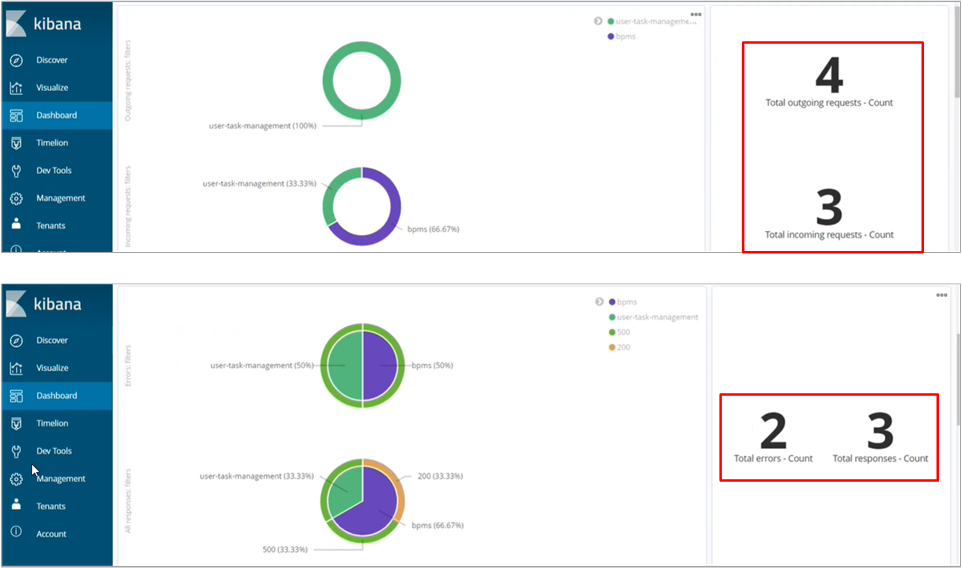 kibana
Discover
Visualize
Dashboard
Timelion
Dev Tools
Management
Tenants
Account
Outgoing requests: filters
user-task-management (100%)
Incoming requests: filters
user-task-management (33.33%)
bpms (66.67%)
user-task-manageme...
bpms
4
Total outgoing requests - Count
3
Total incoming requests - Count
kibana
Discover
Visualize
Dashboard
Timelion
Dev Tools
Management
Tenants
Account
Errors: filters
user-task-management (50%)
bpms (50%)
All responses: filters
user-task-management (33.33%)
200 (33.33%)
bpms (66.67%)
500 (33.33%)
bpms
user-task-management
500
200
2
Total errors - Count
3
Total responses - Count